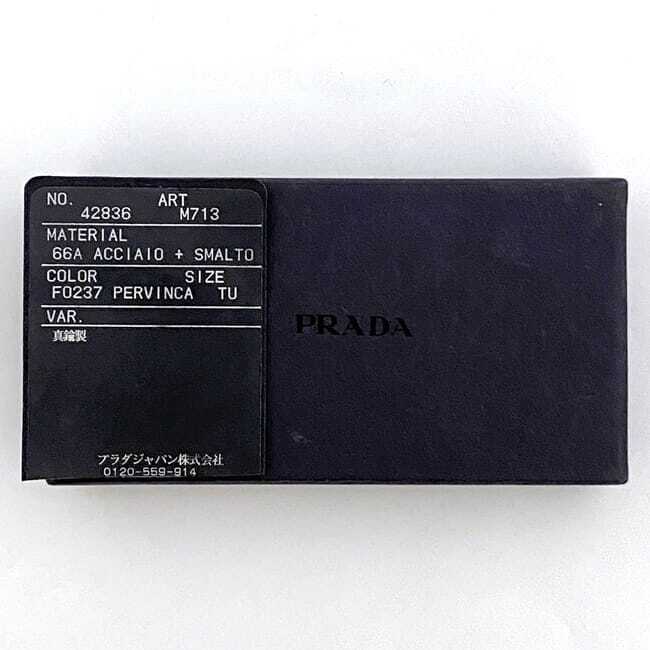 NO. ART
42836 M713
MATERIAL
66A ACCIAIO + SMALTO
COLOR SIZE
F0237 PERVINCA TU
VAR.
真鍮製
プラダジャパン株式会社
0120-559-914
PRADA